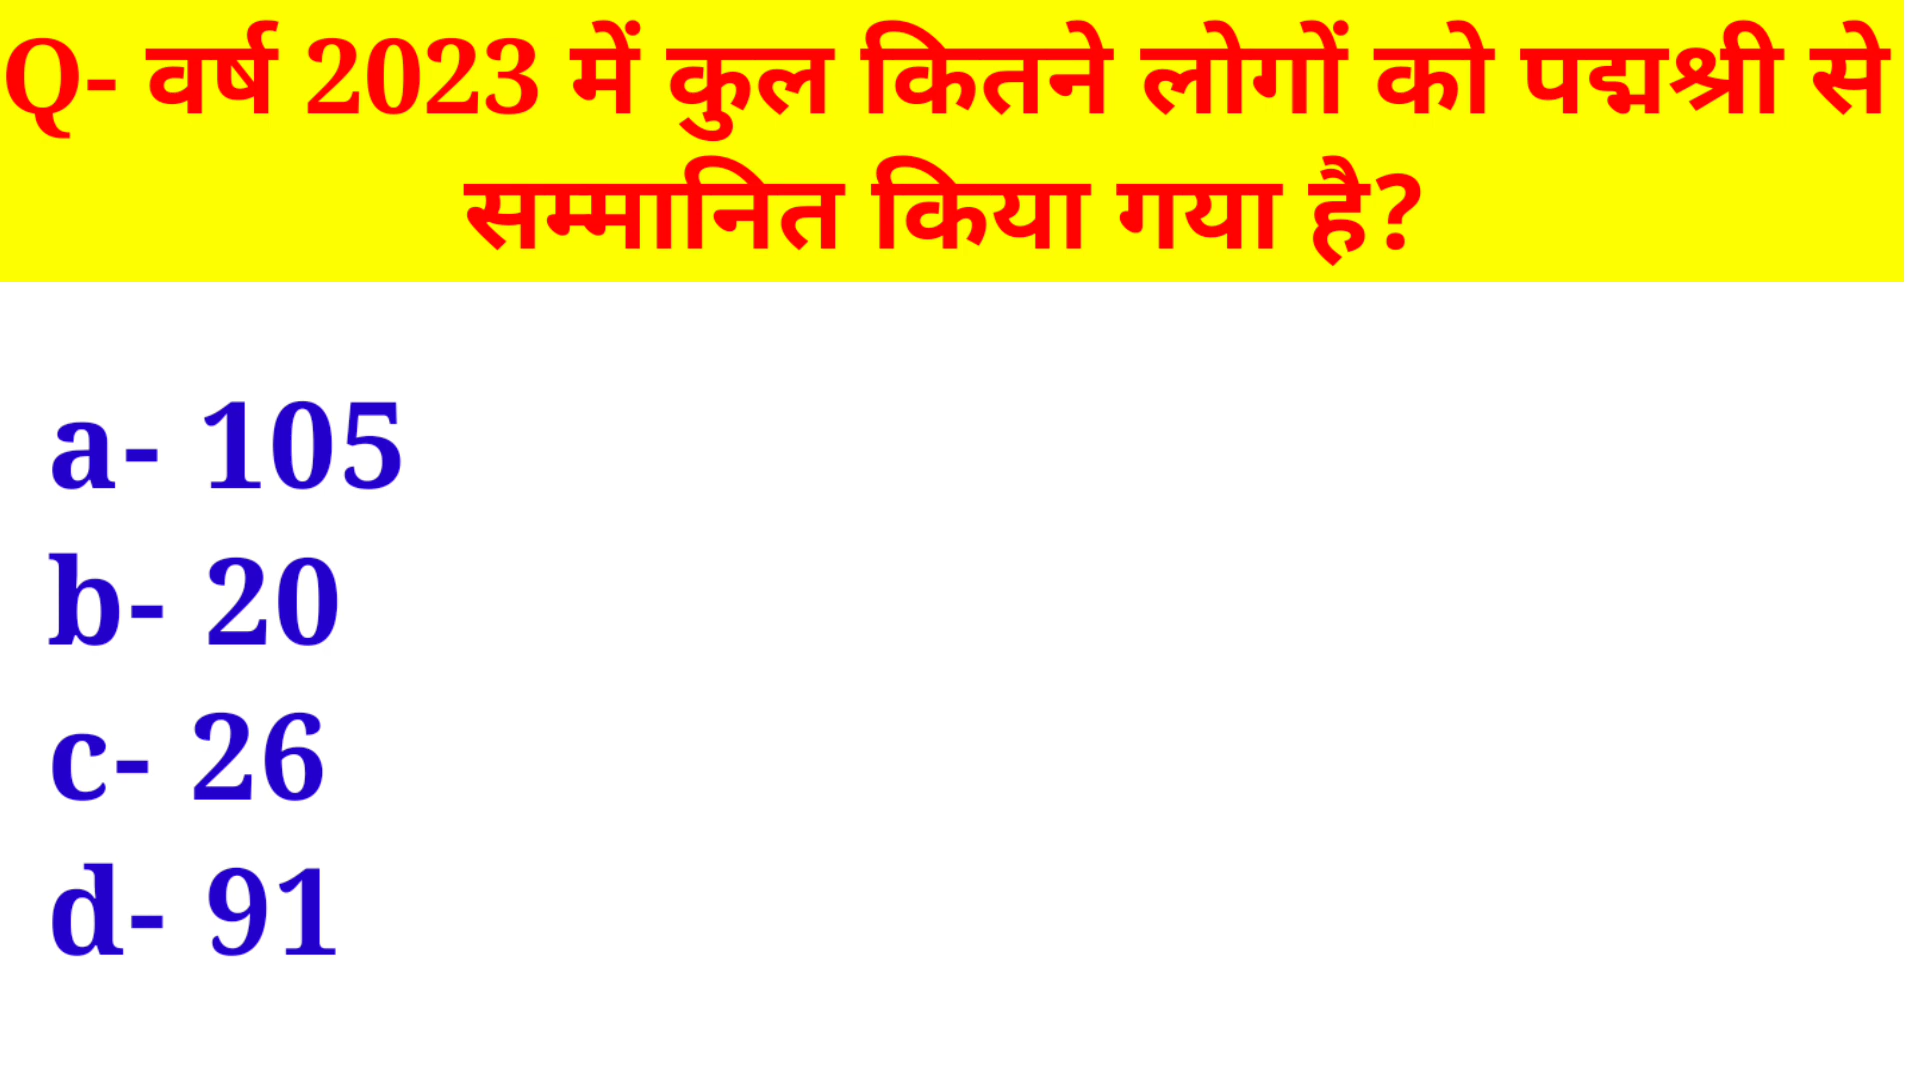 Q- वर्ष 2023 में कुल कितने लोगों को पद्मश्री से
सम्मानित किया गया है?
a- 105
b- 20
c- 26
d- 91